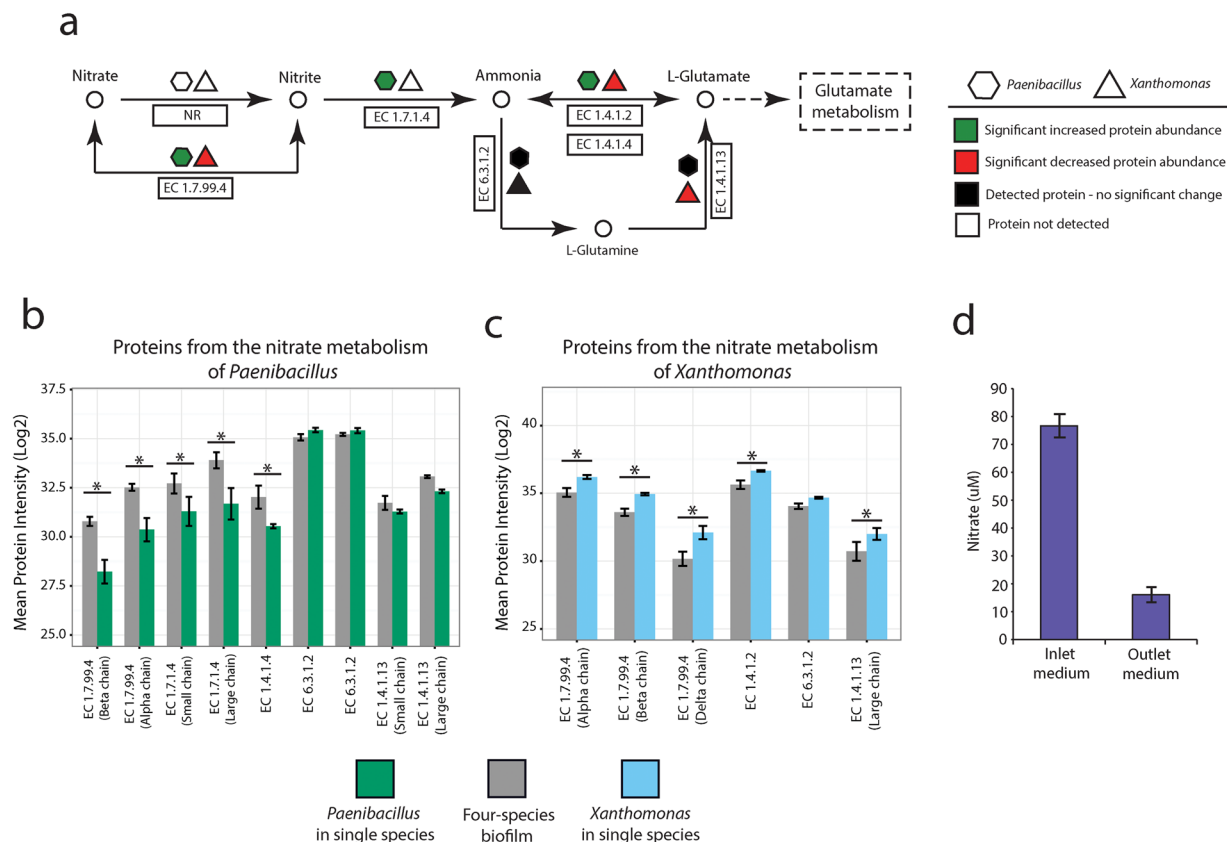 a
Nitrate
Nitrite
Ammonia
L-Glutamate
NR
EC 1.7.99.4
EC 1.7.1.4
EC 1.4.1.2
EC 1.4.1.4
EC 6.3.1.2
EC 1.4.1.13
L-Glutamine
Glutamate
metabolism
Paenibacillus
Xanthomonas
Significant increased protein abundance
Significant decreased protein abundance
Detected protein - no significant change
Protein not detected
b
Proteins from the nitrate metabolism
of Paenibacillus
Mean Protein Intensity (Log2)
37.5
35.0
32.5
30.0
27.5
25.0
*
*
*
*
*
EC 1.7.99.4
(Beta chain)
EC 1.7.99.4
(Alpha chain)
EC 1.7.1.4
(Small chain)
EC 1.7.1.4
(Large chain)
EC 1.4.1.4
EC 6.3.1.2
EC 6.3.1.2
EC 1.4.1.13
(Small chain)
EC 1.4.1.13
(Large chain)
c
Proteins from the nitrate metabolism
of Xanthomonas
Mean Protein Intensity (Log2)
40
35
30
25
*
*
*
*
*
EC 1.7.99.4
(Alpha chain)
EC 1.7.99.4
(Beta chain)
EC 1.7.99.4
(Delta chain)
EC 1.4.1.2
EC 6.3.1.2
EC 1.4.1.13
(Large chain)
d
Nitrate (uM)
90
80
70
60
50
40
30
20
10
0
Inlet
medium
Outlet
medium
Paenibacillus
in single species
Four-species
biofilm
Xanthomonas
in single species